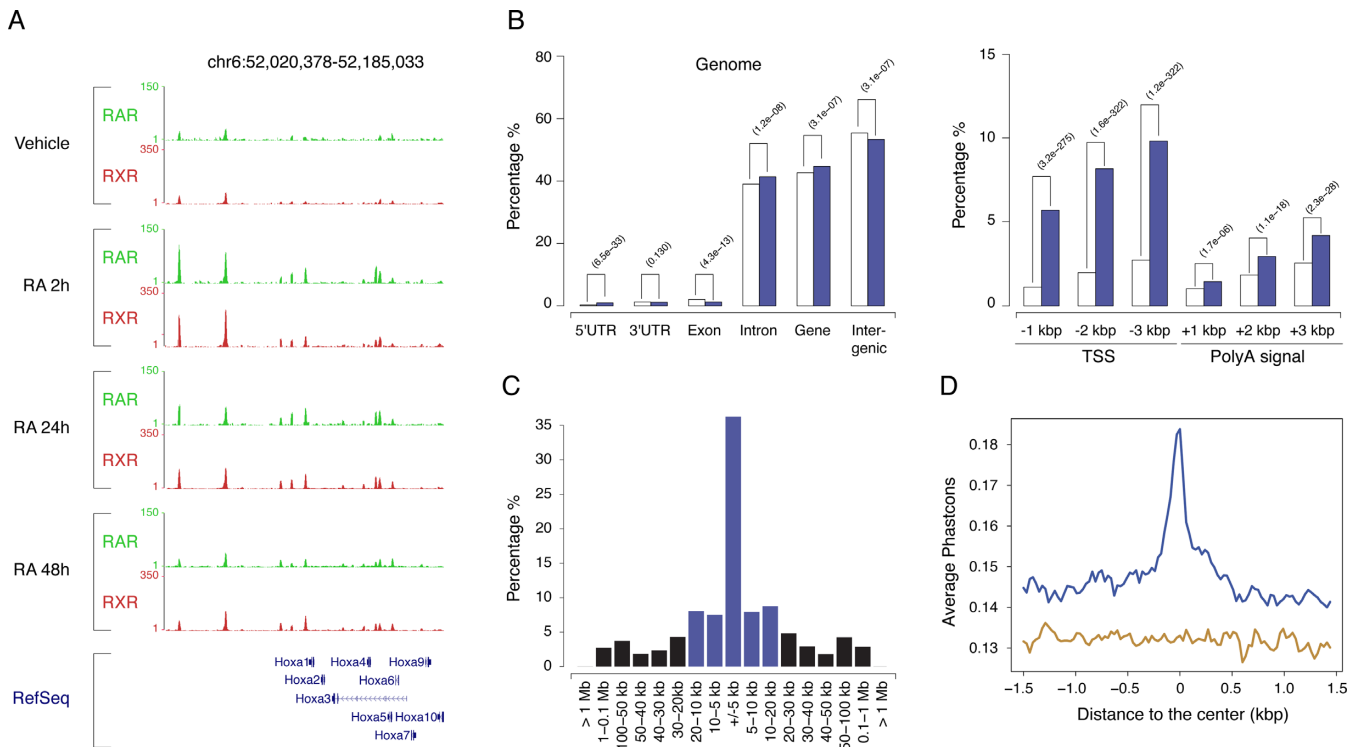 A
chr6:52,020,378-52,185,033
Vehicle
150
RAR
1
350
RXR
1
RA 2h
150
RAR
1
350
RXR
1
RA 24h
150
RAR
1
350
RXR
1
RA 48h
150
RAR
1
350
RXR
1
RefSeq
Hoxa1
Hoxa4
Hoxa9
Hoxa2
Hoxa6
Hoxa3
Hoxa5
Hoxa10
Hoxa7
B
Genome
Percentage %
80
60
40
20
0
(6.5e−33)
(0.130)
(4.3e−13)
(1.2e−08)
(3.1e−07)
(3.1e−07)
5'UTR
3'UTR
Exon
Intron
Gene
Inter-
genic
Percentage %
15
10
5
0
(3.2e−275)
(1.6e−322)
(1.2e−322)
(1.7e−06)
(1.1e−18)
(2.3e−28)
-1 kbp
-2 kbp
-3 kbp
+1 kbp
+2 kbp
+3 kbp
TSS
PolyA signal
C
Percentage %
35
30
25
20
15
10
5
0
> 1 Mb
1−0.1 Mb
100−50 kb
50−40 kb
40−30 kb
30−20kb
20−10 kb
10−5 kb
+/−5 kb
5−10 kb
10−20 kb
20−30 kb
30−40 kb
40−50 kb
50−100 kb
0.1−1 Mb
> 1 Mb
D
Average Phastcons
0.18
0.17
0.16
0.15
0.14
0.13
−1.5
−1.0
−0.5
0
0.5
1.0
1.5
Distance to the center (kbp)